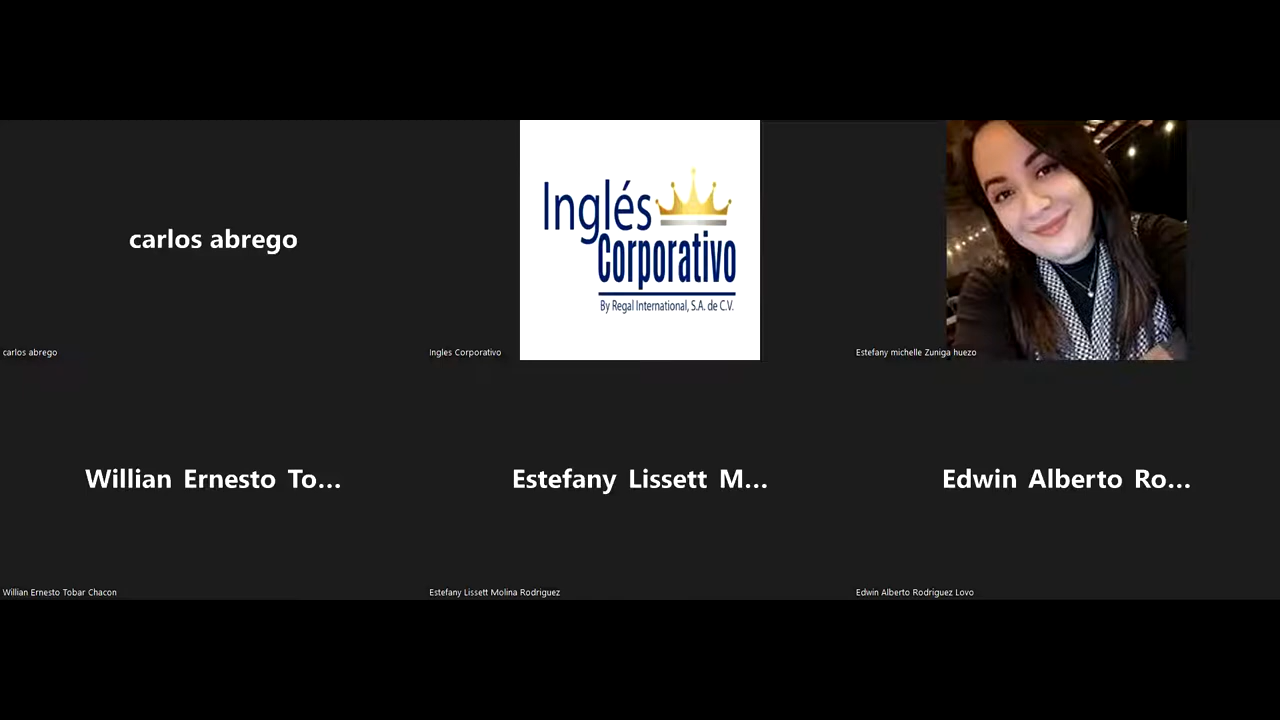 carlos abrego
carlos abrego
Inglés
Corporativo
By Regal International, S.A. de C.V.
Ingles Corporativo
Estefany michelle Zuniga huezo
Willian Ernesto To...
Willian Ernesto Tobar Chacon
Estefany Lissett M...
Estefany Lissett Molina Rodriguez
Edwin Alberto Ro...
Edwin Alberto Rodriguez Lovo